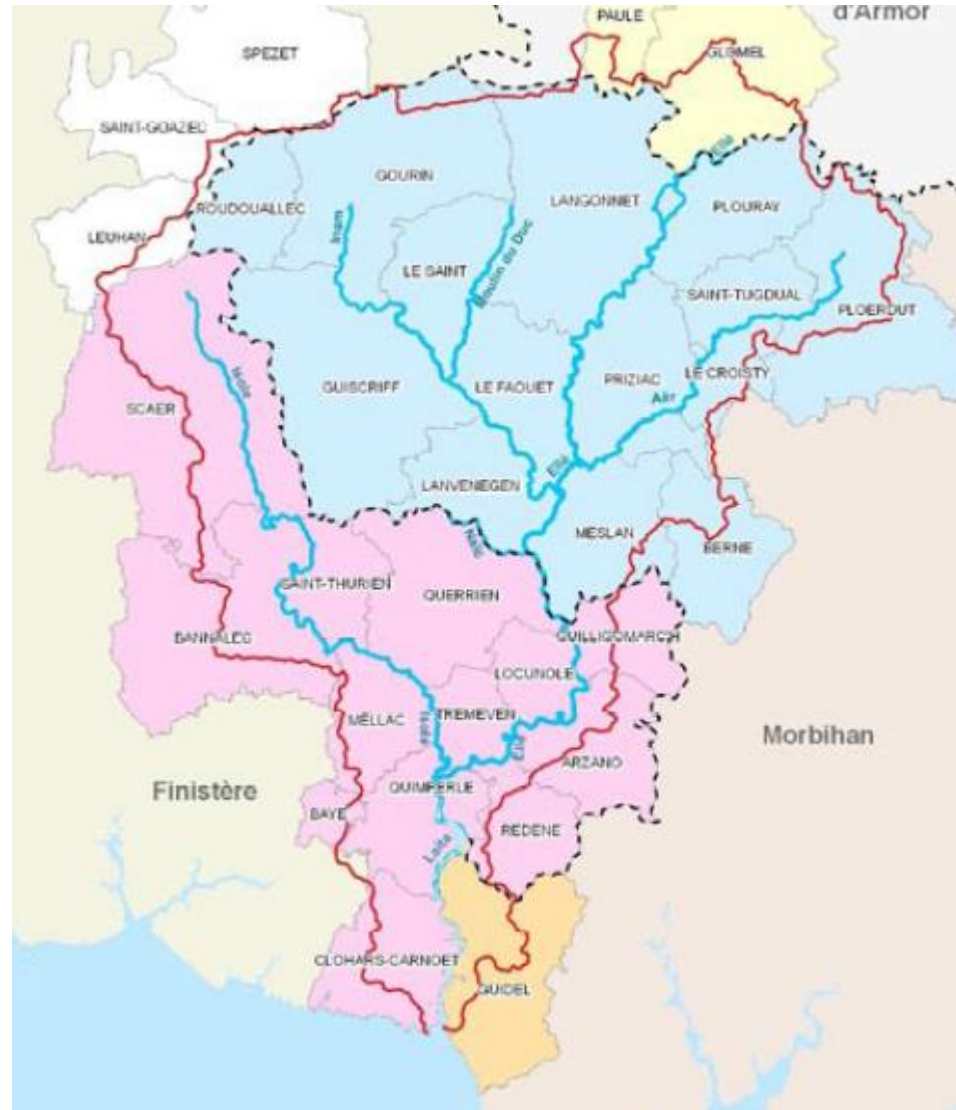 PAULE
d'Armor
SPEZET
GLOMEL
SAINT-GOAZEC
Ellé
GOURIN
ROUDOUALLEC
LANGONNET
PLOURAY
LEUHAN
Inam
LE SAINT
Moulin du Duc
SAINT-TUGDUAL
PLOERDUT
GUISCRIFF
LE FAOUET
PRIZIAC
LE CROISTY
Isole
Aër
SCAER
Ellé
LANVENEGEN
MESLAN
BERNE
Naïc
SAINT-THURIEN
QUERRIEN
BANNALEC
GUILLIGOMARC'H
LOCUNOLE
MELLAC
Isole
TREMEVEN
Ellé
ARZANO
Morbihan
Finistère
QUIMPERLE
BAYE
REDENE
Laïta
CLOHARS-CARNOET
GUIDEL